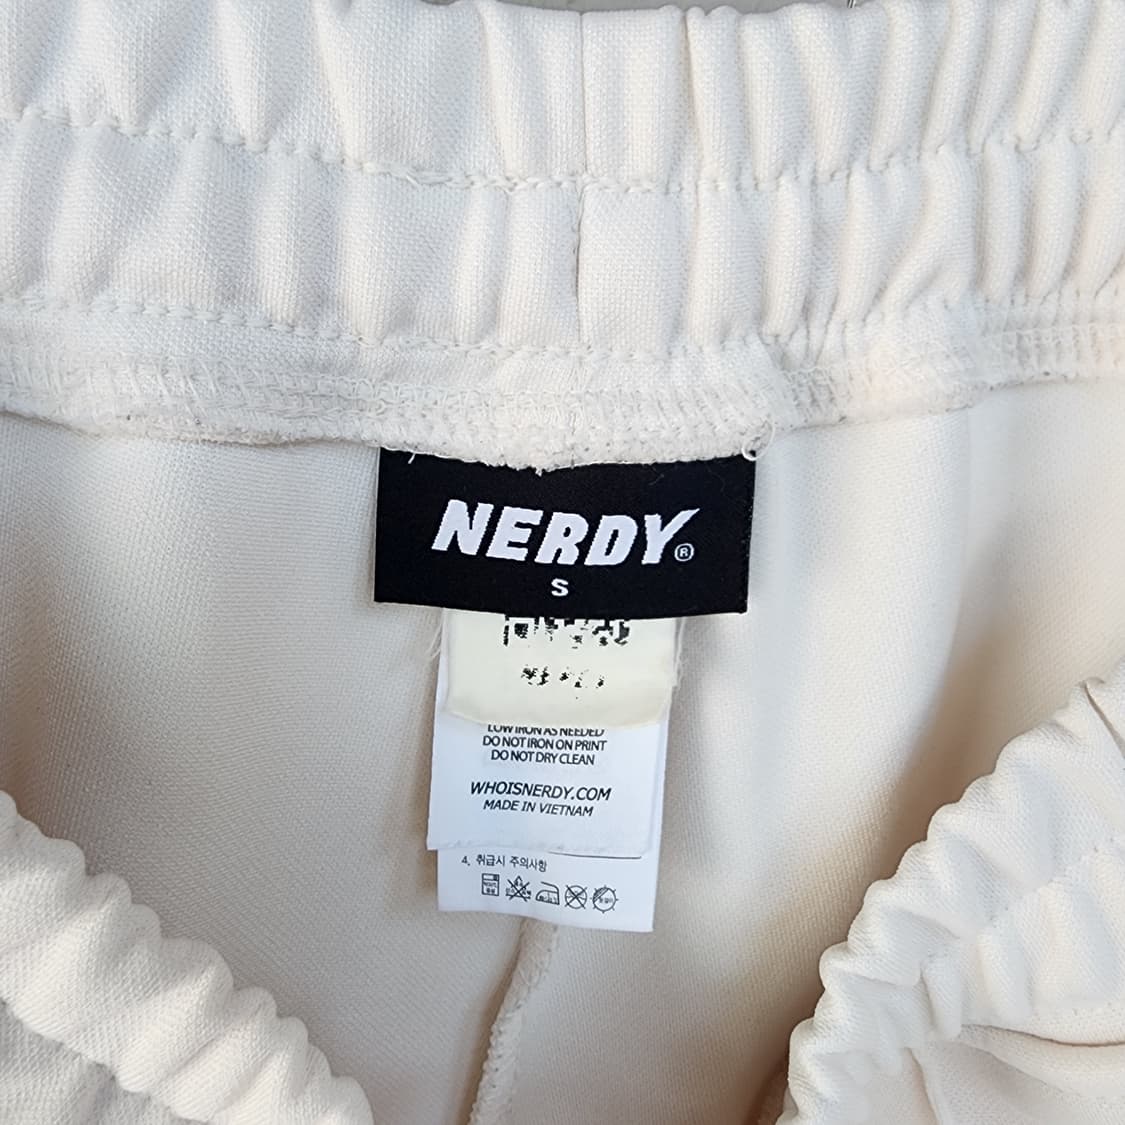 NERDY®
S
LOW IRON AS NEEDED
DO NOT IRON ON PRINT
DO NOT DRY CLEAN
WHOISNERDY.COM
MADE IN VIETNAM
4. 취급시 주의사항